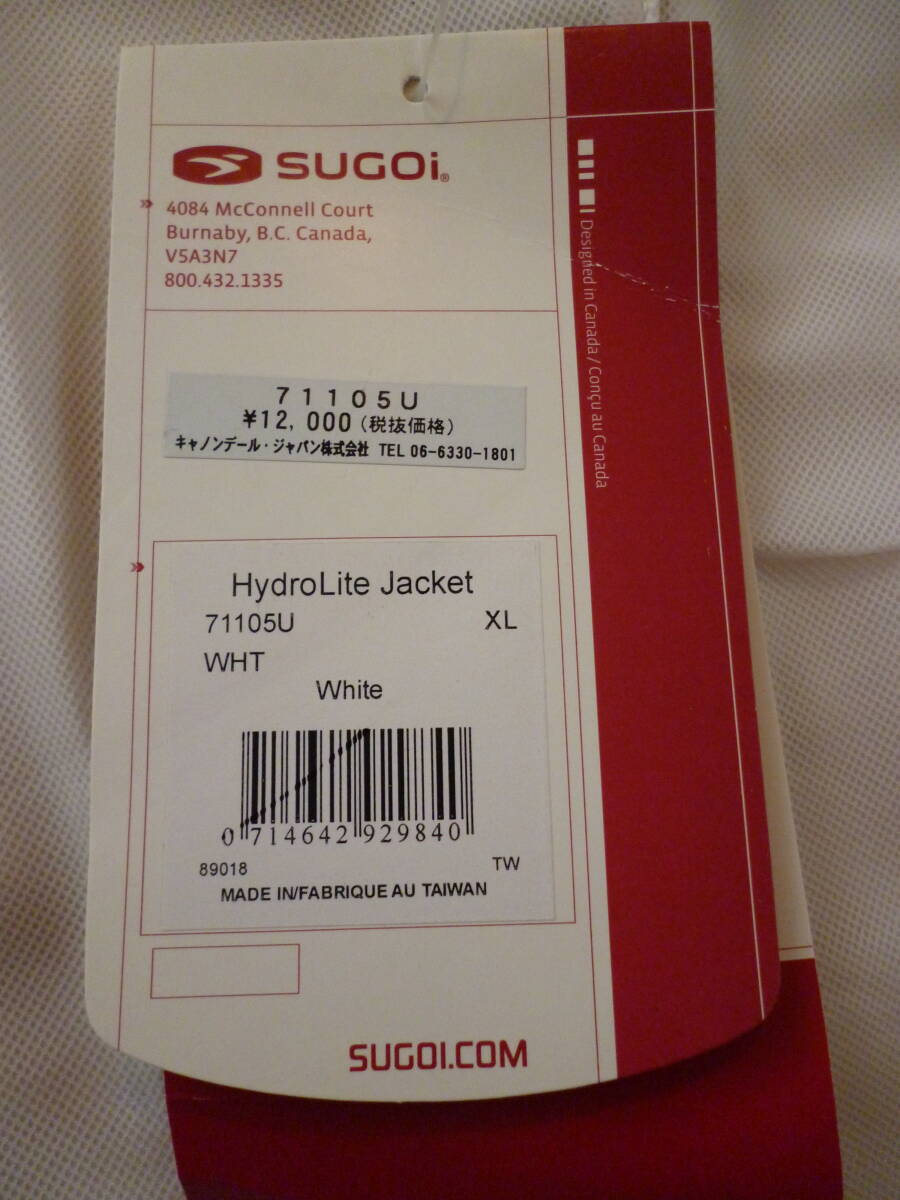 SUGOi®
4084 McConnell Court
Burnaby, B.C. Canada,
V5A3N7
800.432.1335
Designed in Canada / Conçu au Canada
71105U
¥12,000(税抜価格)
キャノンデール・ジャパン株式会社 TEL 06-6330-1801
HydroLite Jacket
71105U XL
WHT
White
0 714642 929840
89018 TW
MADE IN/FABRIQUE AU TAIWAN
SUGOI.COM